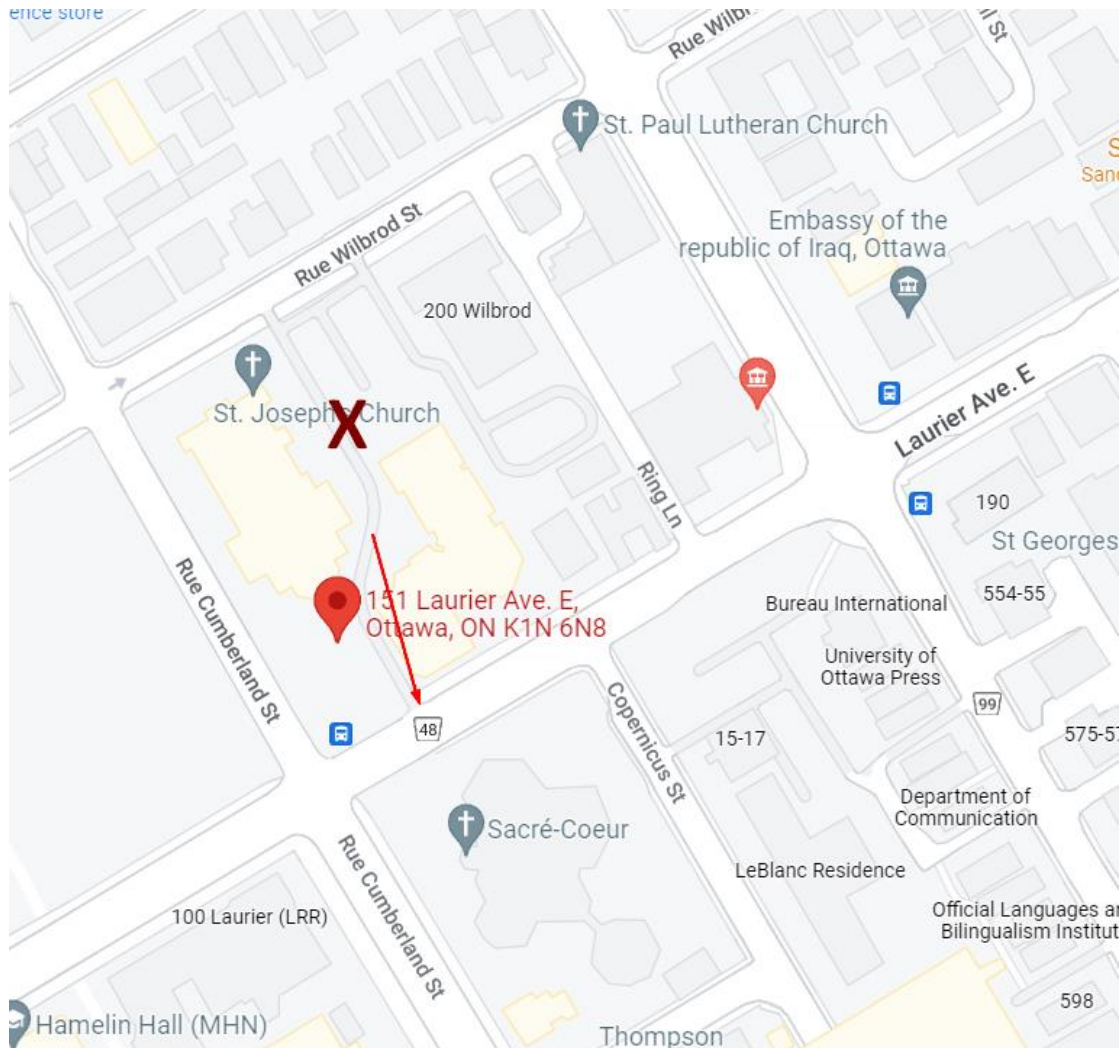 ence store
Rue Wilbrod St
St. Paul Lutheran Church
Embassy of the
republic of Iraq, Ottawa
Rue Wilbrod St
200 Wilbrod
St. Joseph's Church
X
Laurier Ave. E
Ring Ln
190
St Georges
151 Laurier Ave. E,
Ottawa, ON K1N 6N8
Rue Cumberland St
554-55
Bureau International
University of
Ottawa Press
99
48
Copernicus St
15-17
575-57
Department of
Communication
Sacré-Coeur
Rue Cumberland St
LeBlanc Residence
100 Laurier (LRR)
Official Languages an
Bilingualism Institut
598
Hamelin Hall (MHN)
Thompson